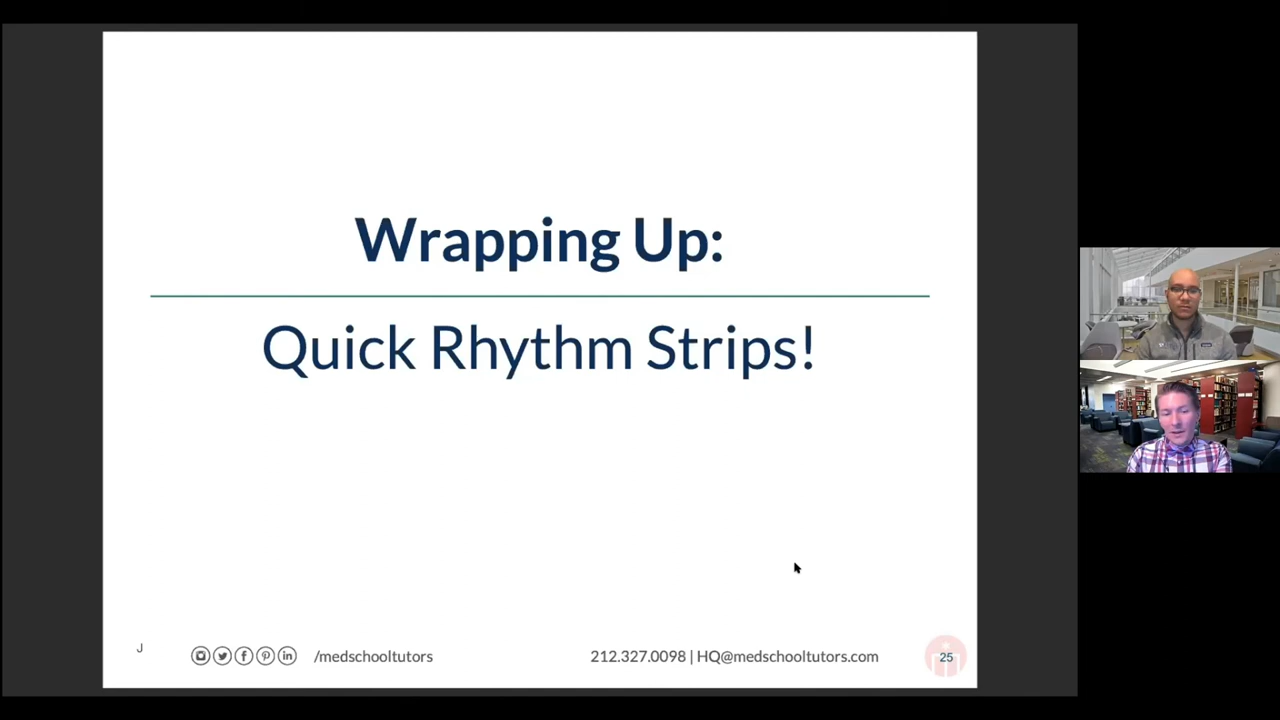 Wrapping Up:
Quick Rhythm Strips!
J
/medschooltutors
212.327.0098 | HQ@medschooltutors.com
25